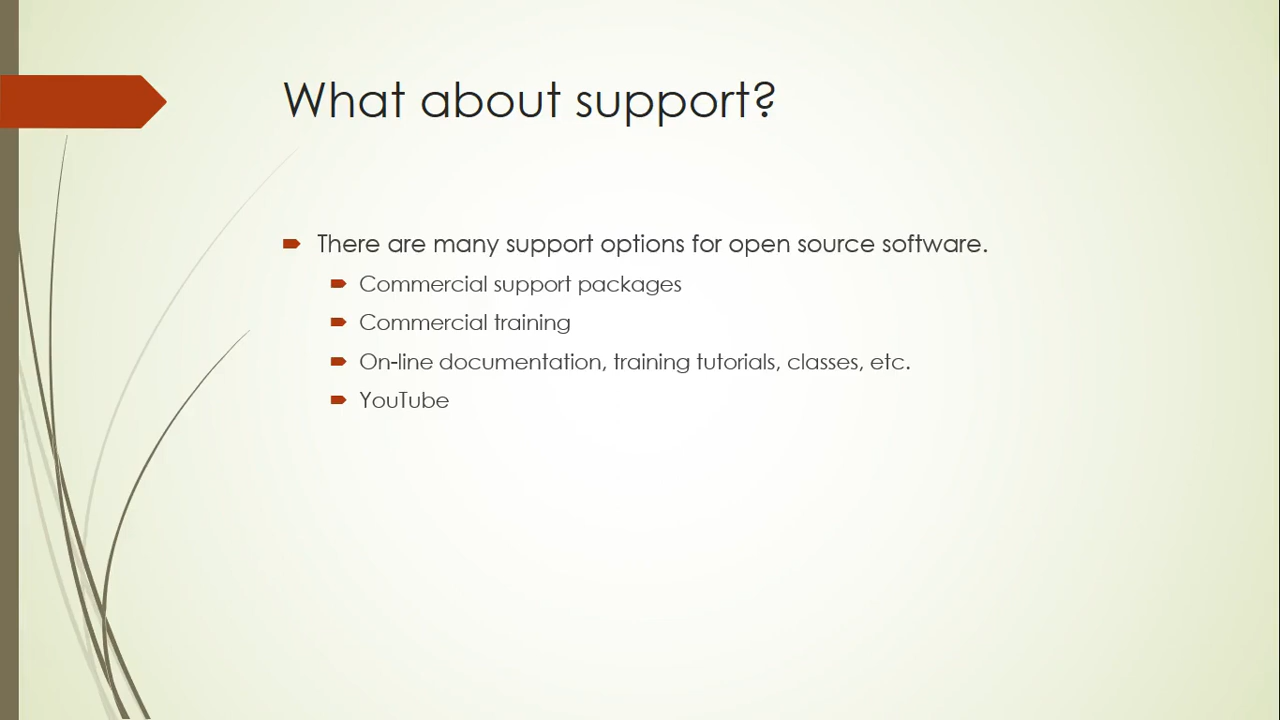 What about support?
There are many support options for open source software.
Commercial support packages
Commercial training
On-line documentation, training tutorials, classes, etc.
YouTube